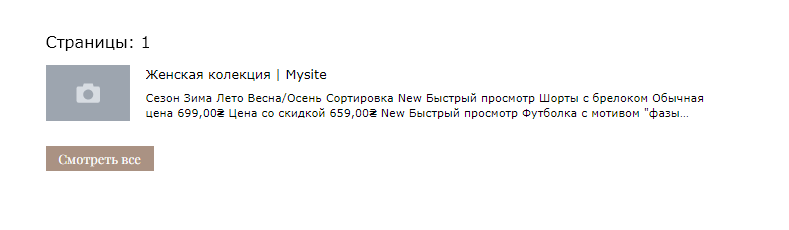 Страницы: 1
Женская колекция | Mysite
Сезон Зима Лето Весна/Осень Сортировка New Быстрый просмотр Шорты с брелоком Обычная
цена 699,00₴ Цена со скидкой 659,00₴ New Быстрый просмотр Футболка с мотивом "фазы...
Смотреть все